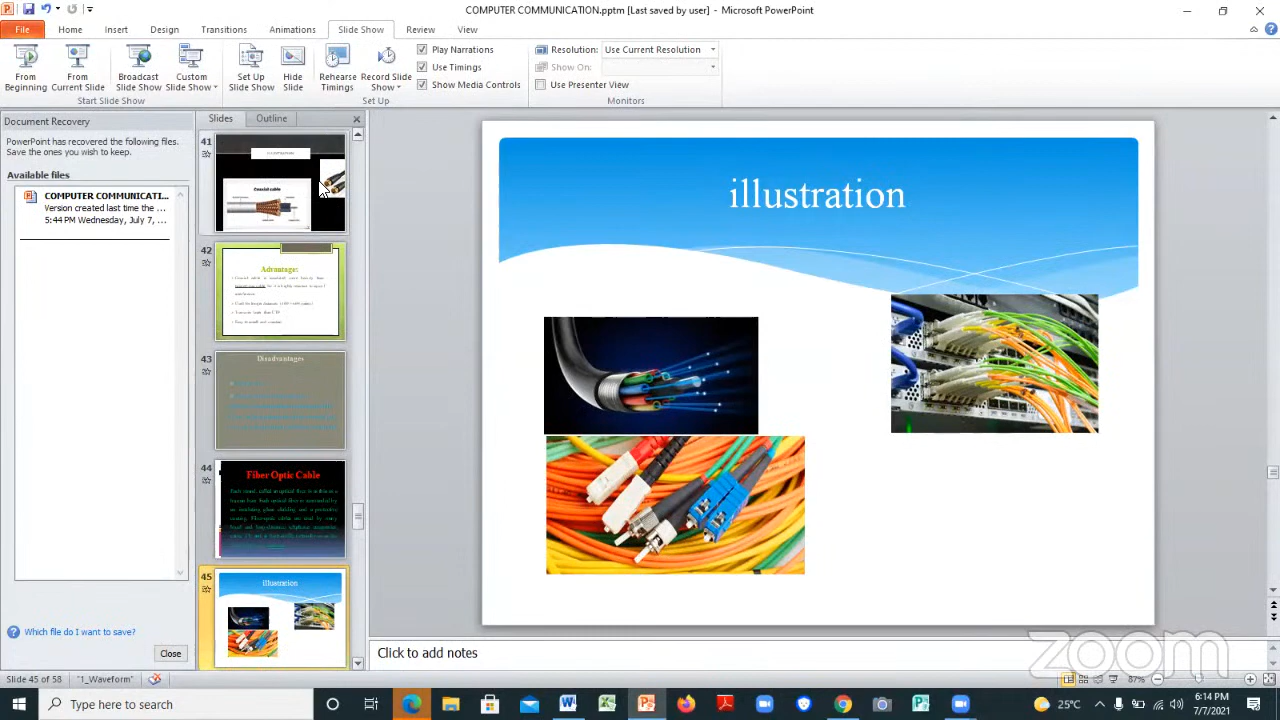 COMPUTER COMMUNICATION.pptm [Last saved by user] - Microsoft PowerPoint
File Home Insert Design Transitions Animations Slide Show Review View
From Beginning
From Current Slide
Broadcast Slide Show
Custom Slide Show
Start Slide Show
Set Up Slide Show
Hide Slide
Rehearse Timings
Record Slide Show
Play Narrations
Use Timings
Show Media Controls
Set Up
Resolution: Use Current Resolution
Show On:
Use Presenter View
Monitors
Document Recovery
PowerPoint has recovered the following files.
Save the ones you wish to keep.
Available files
COMPUTER COMMUNICATI...
Version created last time the ...
5:44PM Wednesday, July 7, ...
Which file do I want to save?
Close
Slides Outline
41
Coaxial cable
42
Advantage:
43
Disadvantages
44
Fiber Optic Cable
45
illustration
illustration
Click to add notes
zoom
Slide 45 of 58 "1_Waveform" 87%
Type here to search
25°C
6:14 PM
7/7/2021